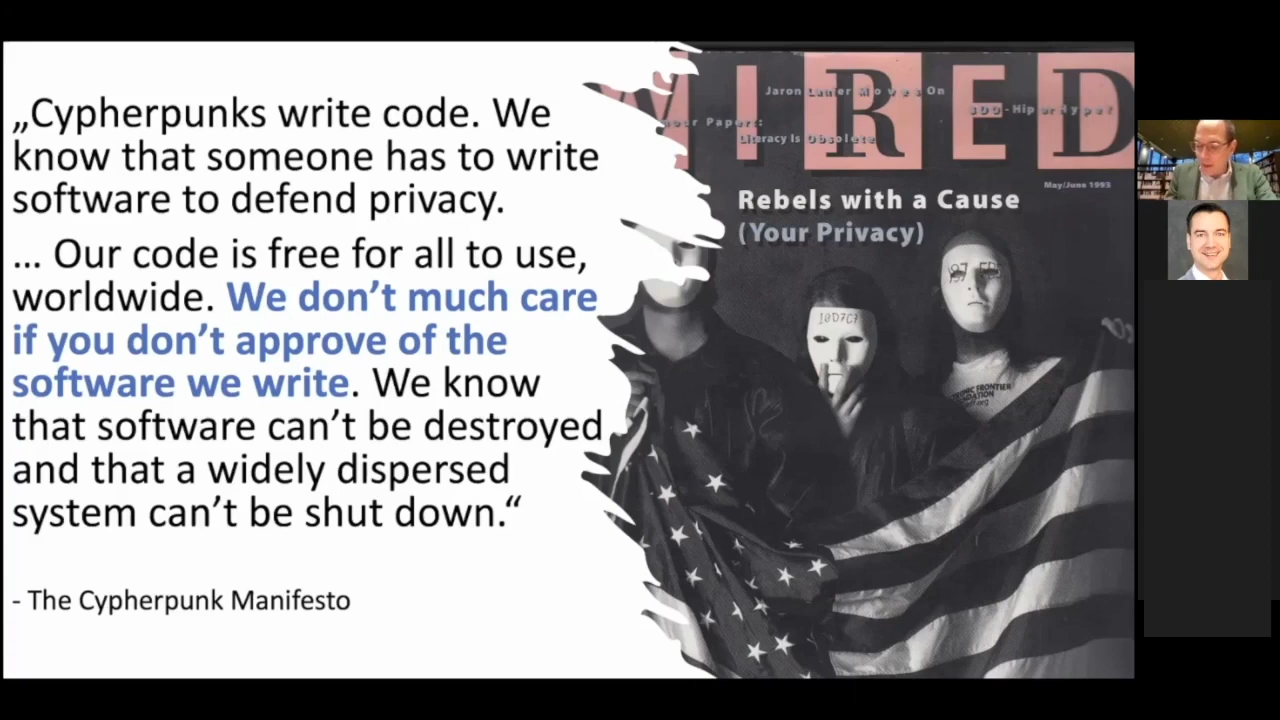 „Cypherpunks write code. We
know that someone has to write
software to defend privacy.
... Our code is free for all to use,
worldwide. We don't much care
if you don't approve of the
software we write. We know
that software can't be destroyed
and that a widely dispersed
system can't be shut down.“
- The Cypherpunk Manifesto
WIRED
Jaron Lanier Moves On
Hip or Hype?
Papert:
Literacy Is Obsolete
May/June 1993
Rebels with a Cause
(Your Privacy)
10D7C7
FRONTIER